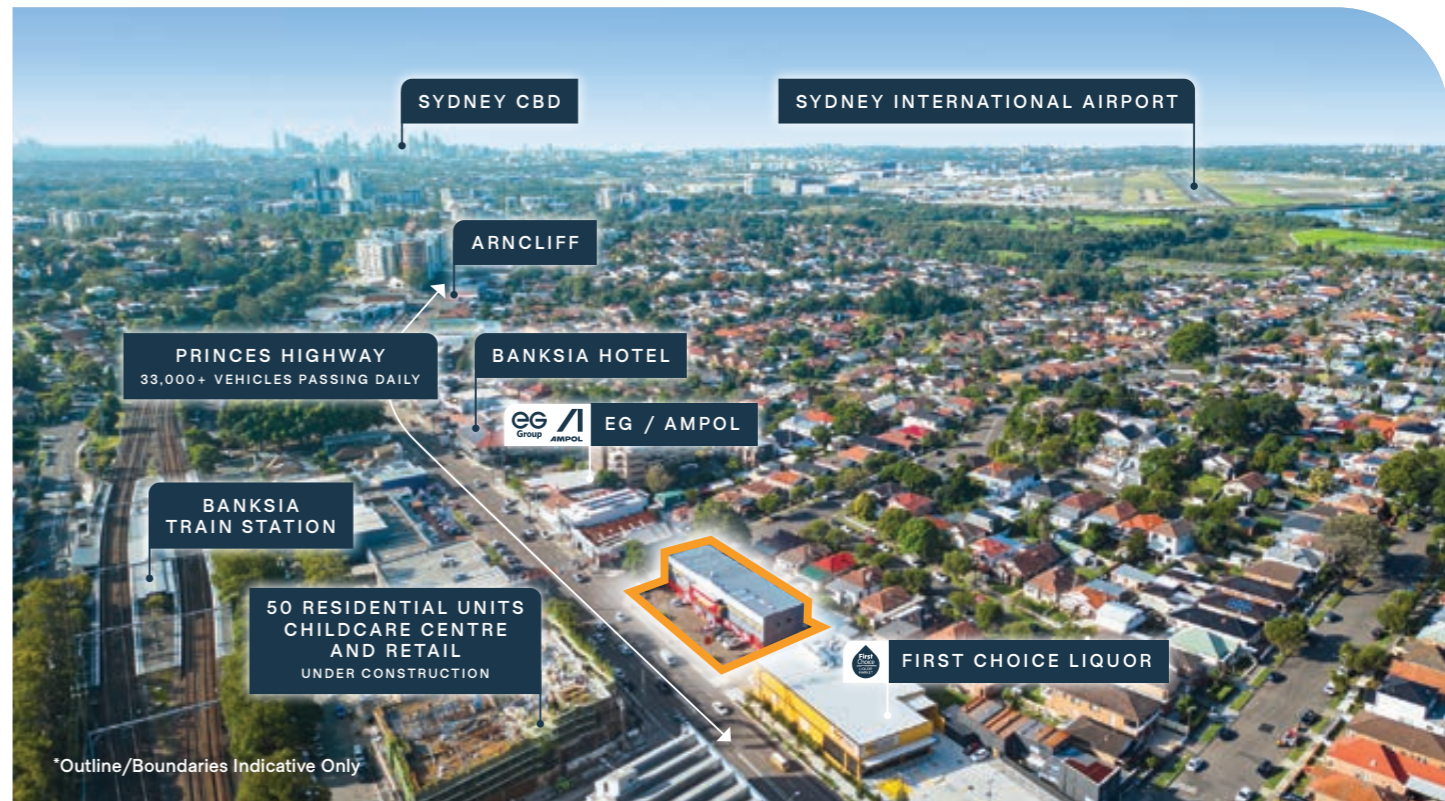 SYDNEY CBD
SYDNEY INTERNATIONAL AIRPORT
ARNCLIFF
PRINCES HIGHWAY
33,000+ VEHICLES PASSING DAILY
BANKSIA HOTEL
eG
Group
AMPOL
EG / AMPOL
BANKSIA
TRAIN STATION
50 RESIDENTIAL UNITS
CHILDCARE CENTRE
AND RETAIL
UNDER CONSTRUCTION
First
Choice
LIQUOR
MARKET
FIRST CHOICE LIQUOR
*Outline/Boundaries Indicative Only